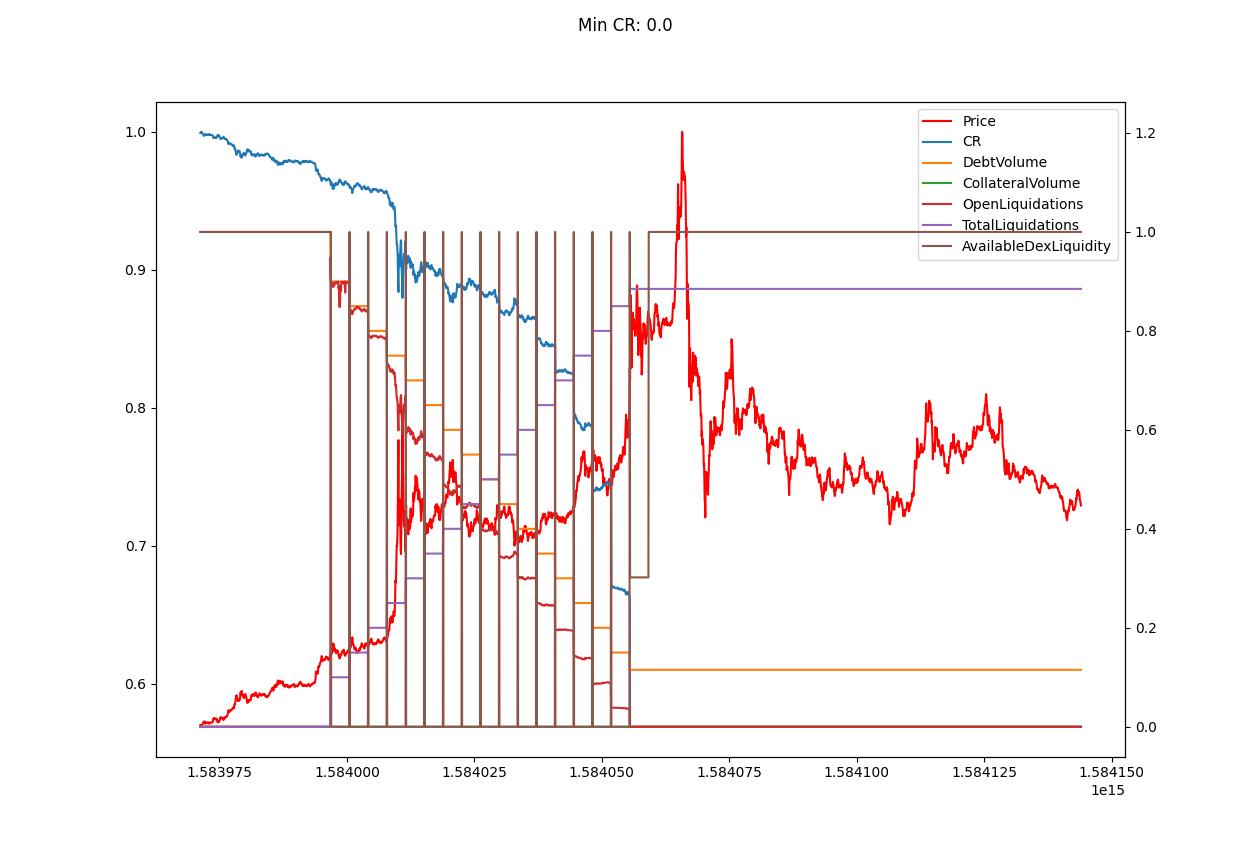 Min CR: 0.0
1.0
0.9
0.8
0.7
0.6
1.2
1.0
0.8
0.6
0.4
0.2
0.0
Price
CR
DebtVolume
CollateralVolume
OpenLiquidations
TotalLiquidations
AvailableDexLiquidity
1.583975 1.584000 1.584025 1.584050 1.584075 1.584100 1.584125 1.584150
1e15